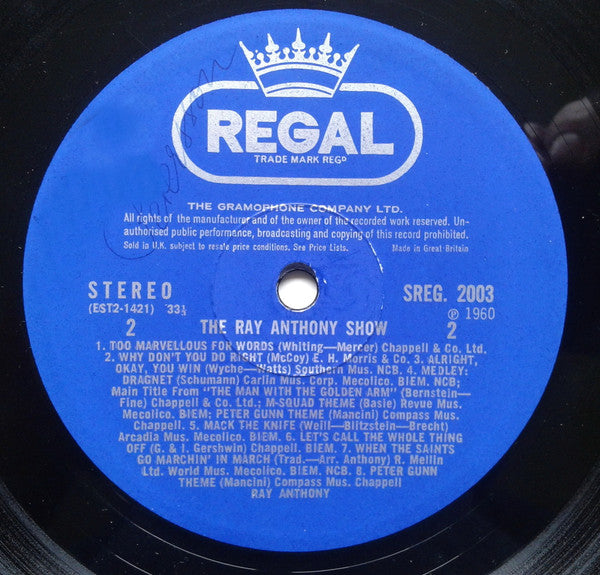 REGAL
TRADE MARK REGD
THE GRAMOPHONE COMPANY LTD.
All rights of the manufacturer and of the owner of the recorded work reserved. Un-
authorised public performance, broadcasting and copying of this record prohibited.
Sold in U.K. subject to resale price conditions. See Price Lists. Made in Great Britain
STEREO SREG. 2003
(EST2-1421) 33⅓ ℗ 1960
2 THE RAY ANTHONY SHOW 2
1. TOO MARVELLOUS FOR WORDS (Whiting—Mercer) Chappell & Co. Ltd.
2. WHY DON'T YOU DO RIGHT (McCoy) E. H. Morris & Co. 3. ALRIGHT,
OKAY, YOU WIN (Wyche—Watts) Southern Mus. NCB. 4. MEDLEY:
DRAGNET (Schumann) Carlin Mus. Corp. Mecolico. BIEM. NCB;
Main Title From "THE MAN WITH THE GOLDEN ARM" (Bernstein—
Fine) Chappell & Co. Ltd.; M-SQUAD THEME (Basie) Revue Mus.
Mecolico. BIEM; PETER GUNN THEME (Mancini) Compass Mus.
Chappell. 5. MACK THE KNIFE (Weill—Blitzstein—Brecht)
Arcadia Mus. Mecolico. BIEM. 6. LET'S CALL THE WHOLE THING
OFF (G. & I. Gershwin) Chappell. 7. WHEN THE SAINTS
GO MARCHIN' IN MARCH (Trad.—Arr. Anthony) R. Mellin
Ltd. World Mus. Mecolico. BIEM. NCB. 8. PETER GUNN
THEME (Mancini) Compass Mus. Chappell
RAY ANTHONY